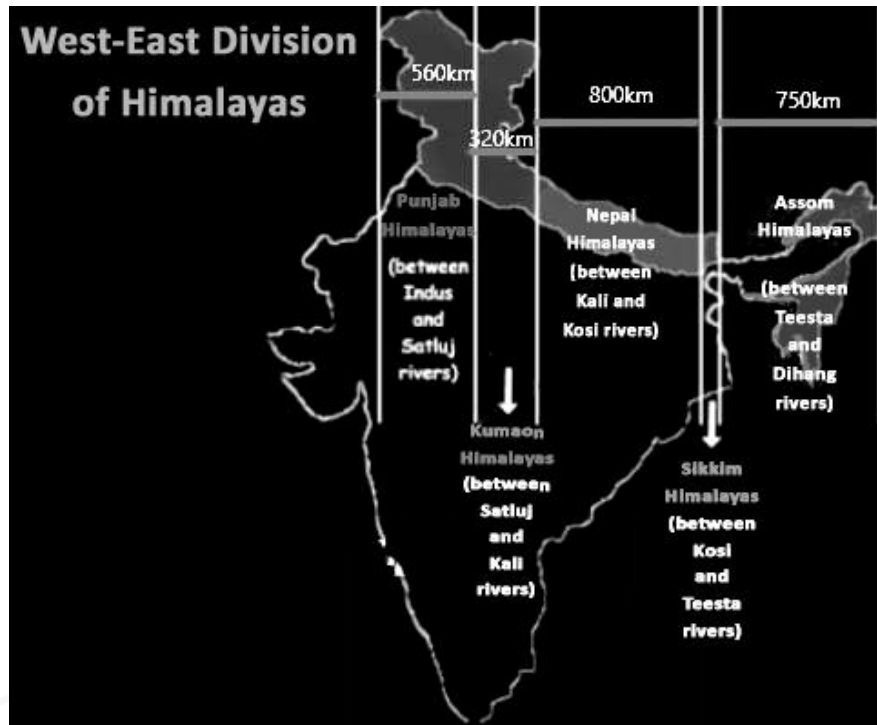 West-East Division
of Himalayas
560km
320km
800km
750km
Punjab
Himalayas
(between
Indus
and
Satluj
rivers)
Kumaon
Himalayas
(between
Satluj
and
Kali
rivers)
Nepal
Himalayas
(between
Kali and
Kosi rivers)
Sikkim
Himalayas
(between
Kosi
and
Teesta
rivers)
Assom
Himalayas
(between
Teesta
and
Dihang
rivers)